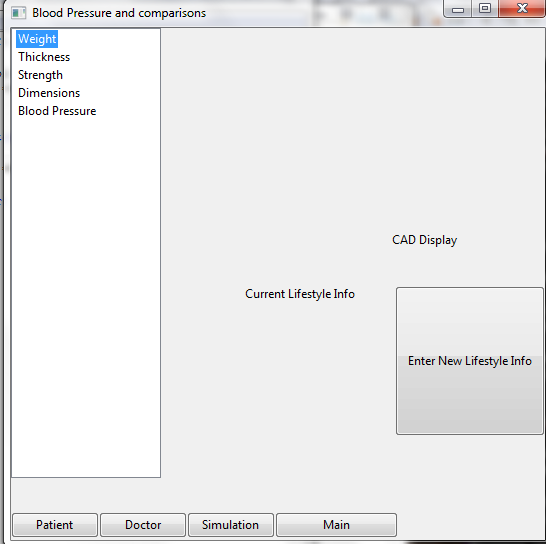 Blood Pressure and comparisons
Weight
Thickness
Strength
Dimensions
Blood Pressure
CAD Display
Current Lifestyle Info
Enter New Lifestyle Info
Patient Doctor Simulation Main